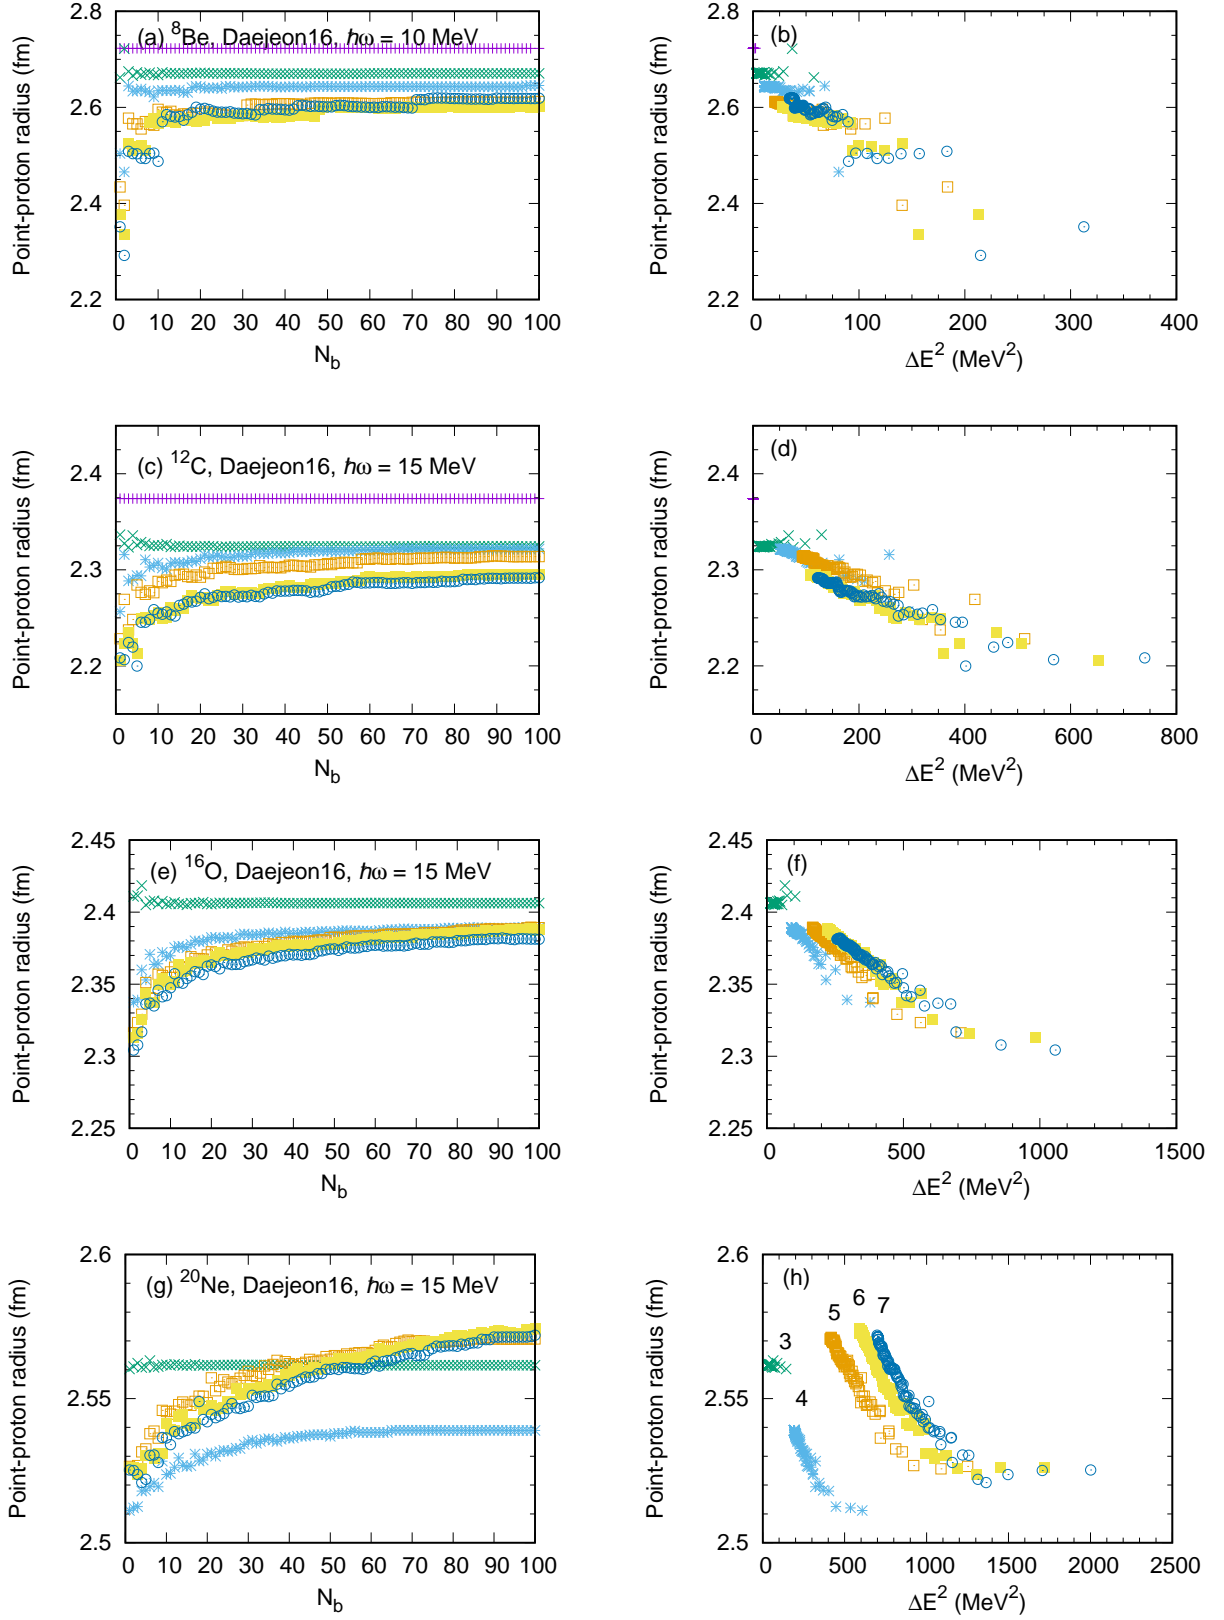 (a) ⁸Be, Daejeon16, ℏω = 10 MeV
Point-proton radius (fm)
2.8
2.6
2.4
2.2
0 10 20 30 40 50 60 70 80 90 100
N_b
(b)
Point-proton radius (fm)
2.8
2.6
2.4
2.2
0 100 200 300 400
ΔE² (MeV²)
(c) ¹²C, Daejeon16, ℏω = 15 MeV
Point-proton radius (fm)
2.4
2.3
2.2
0 10 20 30 40 50 60 70 80 90 100
N_b
(d)
Point-proton radius (fm)
2.4
2.3
2.2
0 200 400 600 800
ΔE² (MeV²)
(e) ¹⁶O, Daejeon16, ℏω = 15 MeV
Point-proton radius (fm)
2.45
2.4
2.35
2.3
2.25
0 10 20 30 40 50 60 70 80 90 100
N_b
(f)
Point-proton radius (fm)
2.45
2.4
2.35
2.3
2.25
0 500 1000 1500
ΔE² (MeV²)
(g) ²⁰Ne, Daejeon16, ℏω = 15 MeV
Point-proton radius (fm)
2.6
2.55
2.5
0 10 20 30 40 50 60 70 80 90 100
N_b
(h)
Point-proton radius (fm)
2.6
2.55
2.5
3
4
5
6
7
0 500 1000 1500 2000 2500
ΔE² (MeV²)